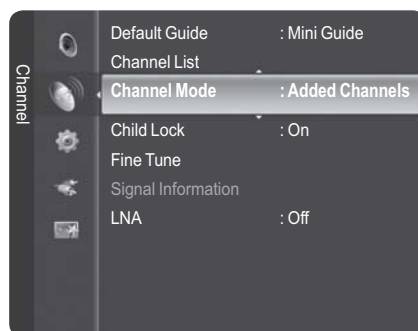 Channel
Default Guide : Mini Guide
Channel List
Channel Mode : Added Channels
Child Lock : On
Fine Tune
Signal Information
LNA : Off